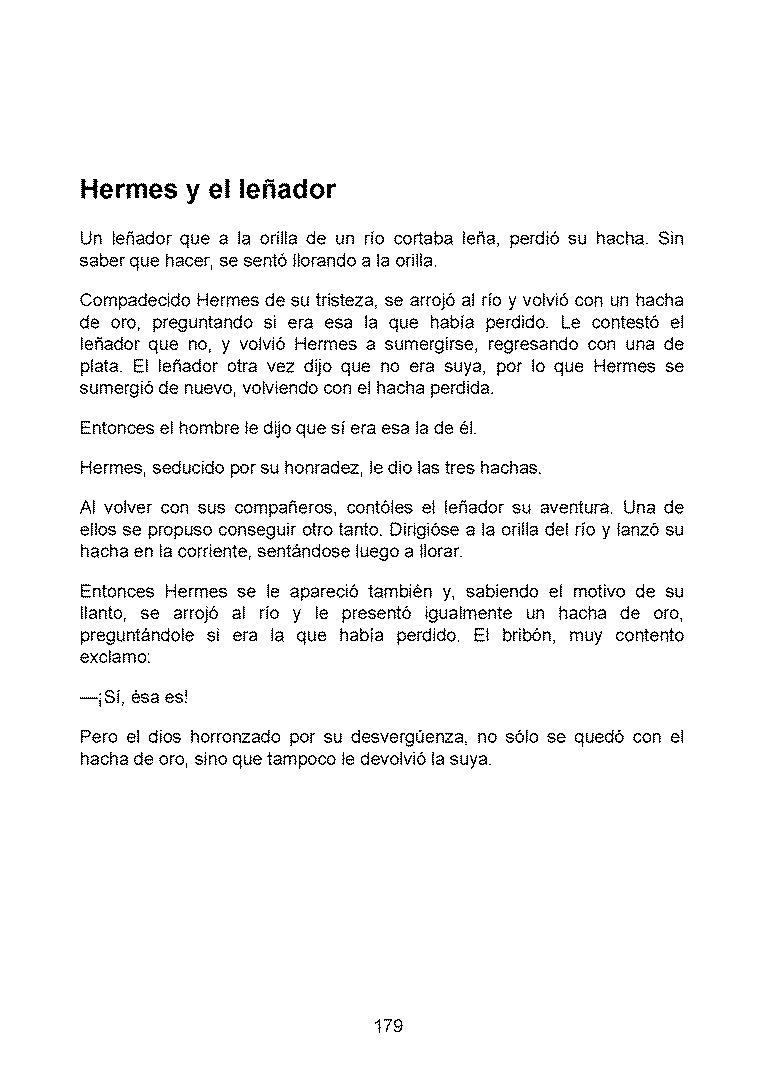 Hermes y el leñador
Un leñador que a la orilla de un río cortaba leña, perdió su hacha. Sin
saber que hacer, se sentó llorando a la orilla.
Compadecido Hermes de su tristeza, se arrojó al río y volvió con un hacha
de oro, preguntando si era esa la que había perdido. Le contestó el
leñador que no, y volvió Hermes a sumergirse, regresando con una de
plata. El leñador otra vez dijo que no era suya, por lo que Hermes se
sumergió de nuevo, volviendo con el hacha perdida.
Entonces el hombre le dijo que sí era esa la de él.
Hermes, seducido por su honradez, le dio las tres hachas.
Al volver con sus compañeros, contóles el leñador su aventura. Una de
ellos se propuso conseguir otro tanto. Dirigióse a la orilla del río y lanzó su
hacha en la corriente, sentándose luego a llorar.
Entonces Hermes se le apareció también y, sabiendo el motivo de su
llanto, se arrojó al río y le presentó igualmente un hacha de oro,
preguntándole si era la que había perdido. El bribón, muy contento
exclamo:
—¡Sí, ésa es!
Pero el dios horronzado por su desvergüenza, no sólo se quedó con el
hacha de oro, sino que tampoco le devolvió la suya.
179